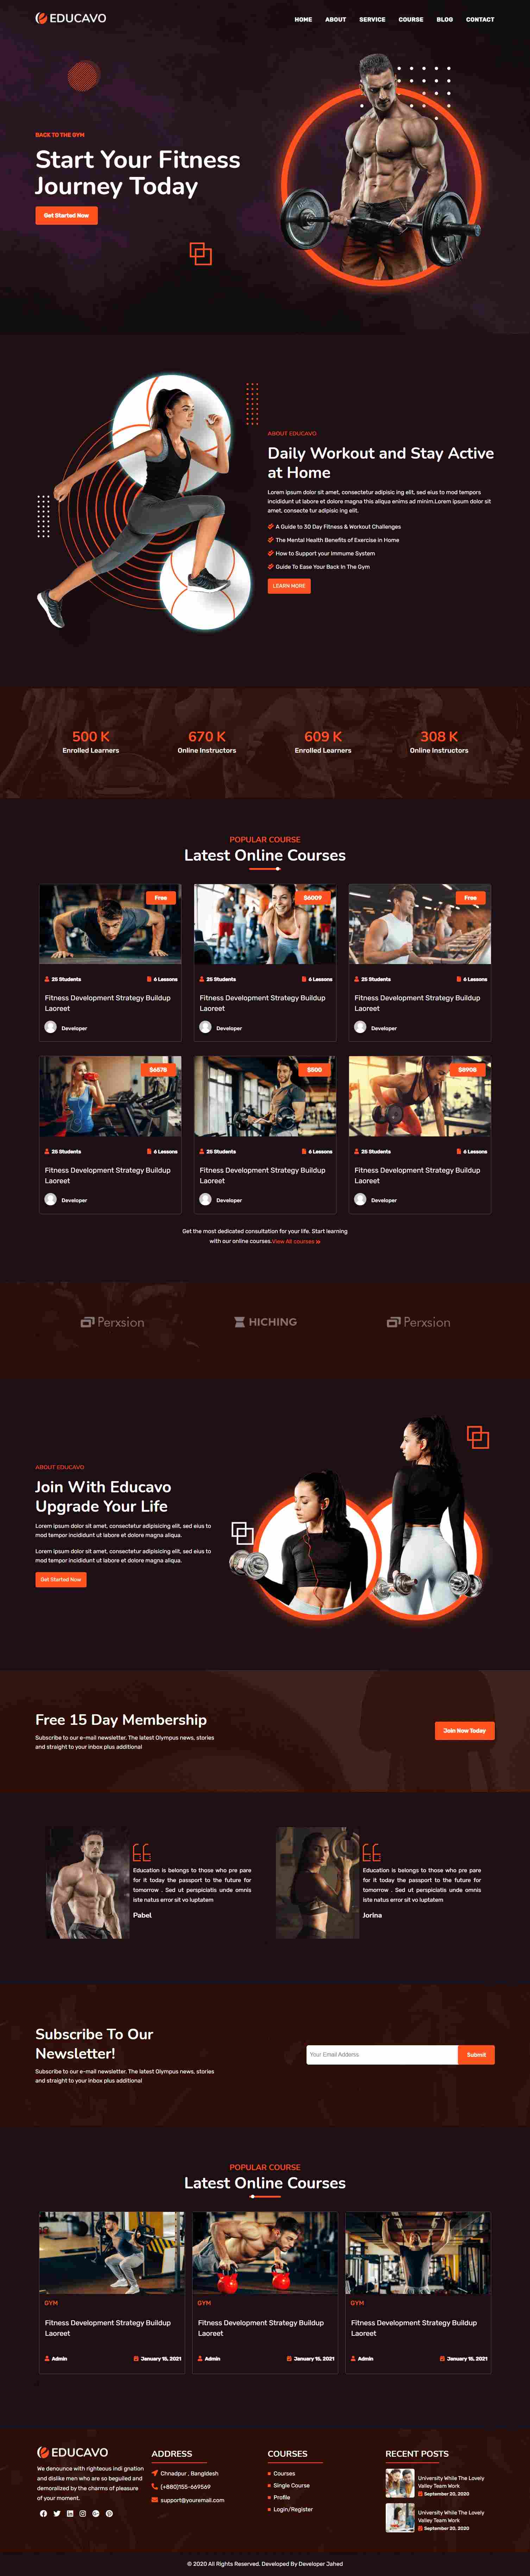 EDUCAVO
HOME ABOUT SERVICE COURSE BLOG CONTACT
BACK TO THE GYM
Start Your Fitness
Journey Today
Get Started Now
ABOUT EDUCAVO
Daily Workout and Stay Active
at Home
Lorem ipsum dolor sit amet, consectetur adipisic ing elit, sed eius to mod tempors
incididunt ut labore et dolore magna this aliqua enims ad minim.Lorem ipsum dolor sit
amet, consecte tur adipisic ing elit.
A Guide to 30 Day Fitness & Workout Challenges
The Mental Health Benefits of Exercise in Home
How to Support your Immune System
Guide To Ease Your Back In The Gym
LEARN MORE
500 K 670 K 609 K 308 K
Enrolled Learners Online Instructors Enrolled Learners Online Instructors
POPULAR COURSE
Latest Online Courses
Free $6009 Free
25 Students 6 Lessons 25 Students 6 Lessons 25 Students 6 Lessons
Fitness Development Strategy Buildup Fitness Development Strategy Buildup Fitness Development Strategy Buildup
Laoreet Laoreet Laoreet
Developer Developer Developer
$6578 $500 $8908
25 Students 6 Lessons 25 Students 6 Lessons 25 Students 6 Lessons
Fitness Development Strategy Buildup Fitness Development Strategy Buildup Fitness Development Strategy Buildup
Laoreet Laoreet Laoreet
Developer Developer Developer
Get the most dedicated consultation for your life. Start learning
with our online courses.View All courses
Perxsion HICHING Perxsion
ABOUT EDUCAVO
Join With Educavo
Upgrade Your Life
Lorem ipsum dolor sit amet, consectetur adipisicing elit, sed eius to
mod tempor incididunt ut labore et dolore magna aliqua.
Lorem ipsum dolor sit amet, consectetur adipisicing elit, sed eius to
mod tempor incididunt ut labore et dolore magna aliqua.
Get Started Now
Free 15 Day Membership
Subscribe to our e-mail newsletter, The latest Olympus news, stories
and straight to your inbox plus additional
Join Now Today
Education is belongs to those who pre pare
for it today the passport to the future for
tomorrow . Sed ut perspiciatis unde omnis
iste natus error sit vo luptatem
Pabel
Education is belongs to those who pre pare
for it today the passport to the future for
tomorrow . Sed ut perspiciatis unde omnis
iste natus error sit vo luptatem
Jorina
Subscribe To Our
Newsletter!
Subscribe to our e-mail newsletter, The latest Olympus news, stories
and straight to your inbox plus additional
Your Email Address Submit
POPULAR COURSE
Latest Online Courses
GYM GYM GYM
Fitness Development Strategy Buildup Fitness Development Strategy Buildup Fitness Development Strategy Buildup
Laoreet Laoreet Laoreet
Admin January 15, 2021 Admin January 15, 2021 Admin January 15, 2021
EDUCAVO
We denounce with righteous indi gnation
and dislike men who are so beguiled and
demoralized by the charms of pleasure
of your moment.
ADDRESS
Chnadpur , Bangldesh
(+880)155-669569
support@youremail.com
COURSES
Courses
Single Course
Profile
Login/Register
RECENT POSTS
University While The Lovely
Valley Team Work
September 20, 2020
University While The Lovely
Valley Team Work
September 20, 2020
© 2020 All Rights Reserved. Developed By Developer Jahed